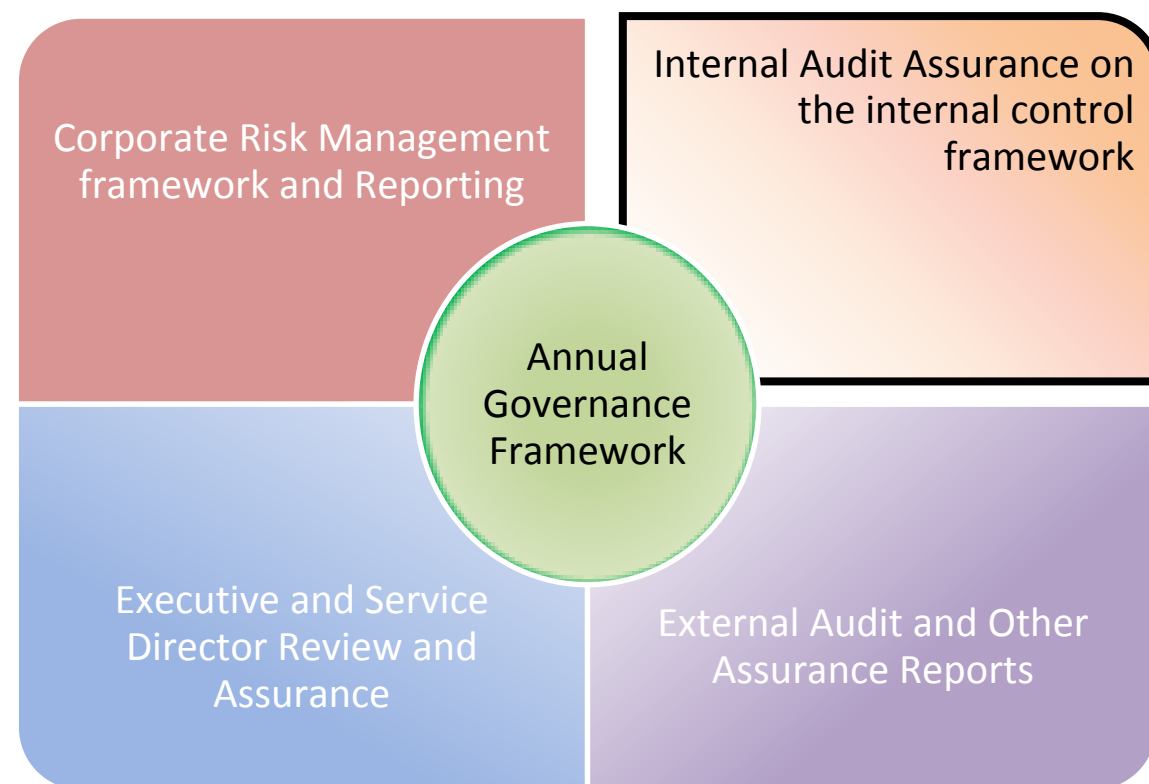 Corporate Risk Management
framework and Reporting
Internal Audit Assurance on
the internal control
framework
Annual
Governance
Framework
Executive and Service
Director Review and
Assurance
External Audit and Other
Assurance Reports